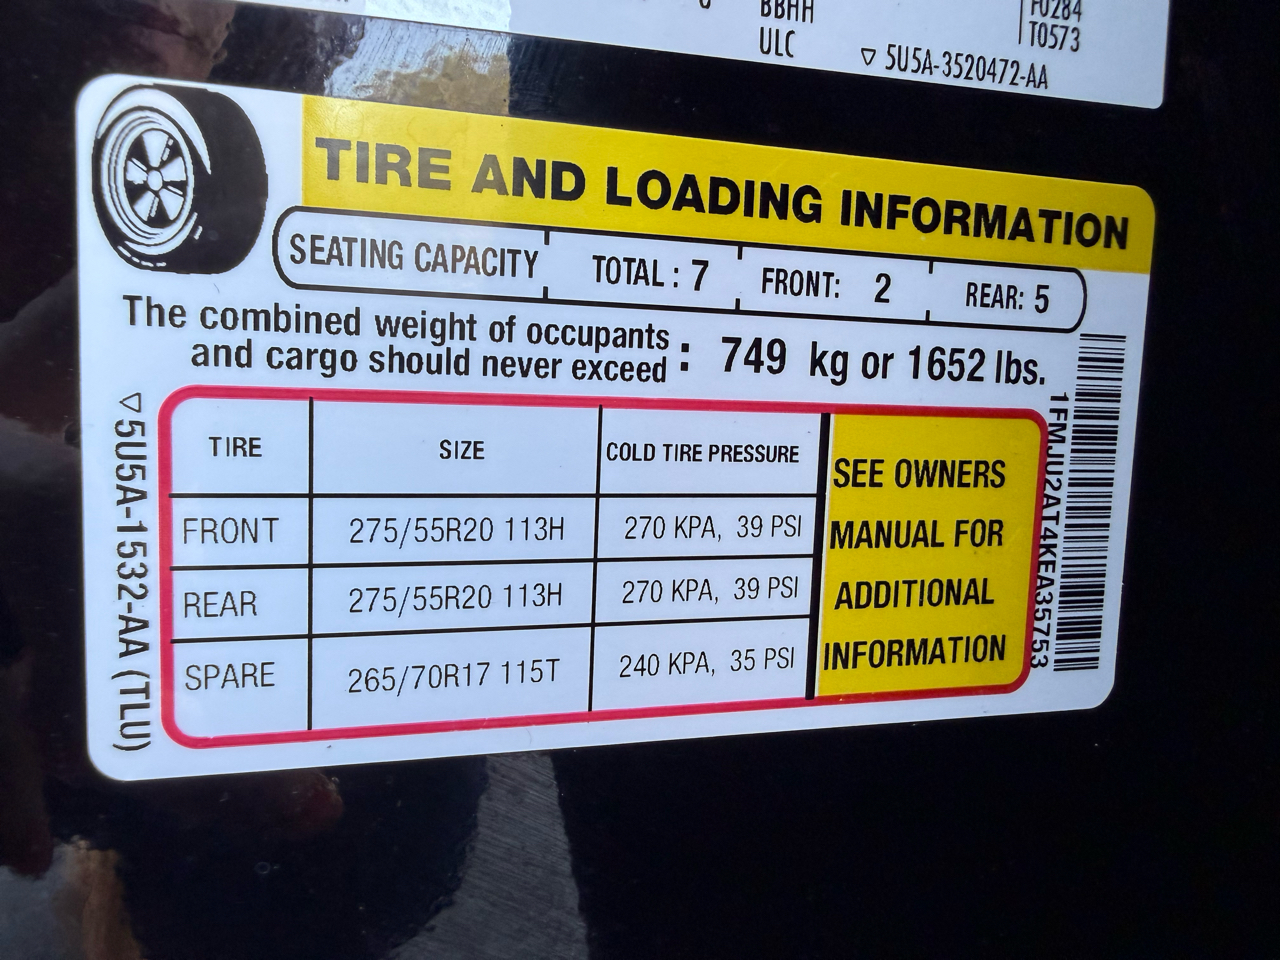 BBHH
ULC
F0284
T0573
▽ 5U5A-3520472-AA
TIRE AND LOADING INFORMATION
SEATING CAPACITY TOTAL : 7 FRONT: 2 REAR: 5
The combined weight of occupants
and cargo should never exceed : 749 kg or 1652 lbs.
TIRE SIZE COLD TIRE PRESSURE
FRONT 275/55R20 113H 270 KPA, 39 PSI
REAR 275/55R20 113H 270 KPA, 39 PSI
SPARE 265/70R17 115T 240 KPA, 35 PSI
SEE OWNERS
MANUAL FOR
ADDITIONAL
INFORMATION
▽5U5A-1532-AA (TLU)
1FMJU2AT4KEA35753